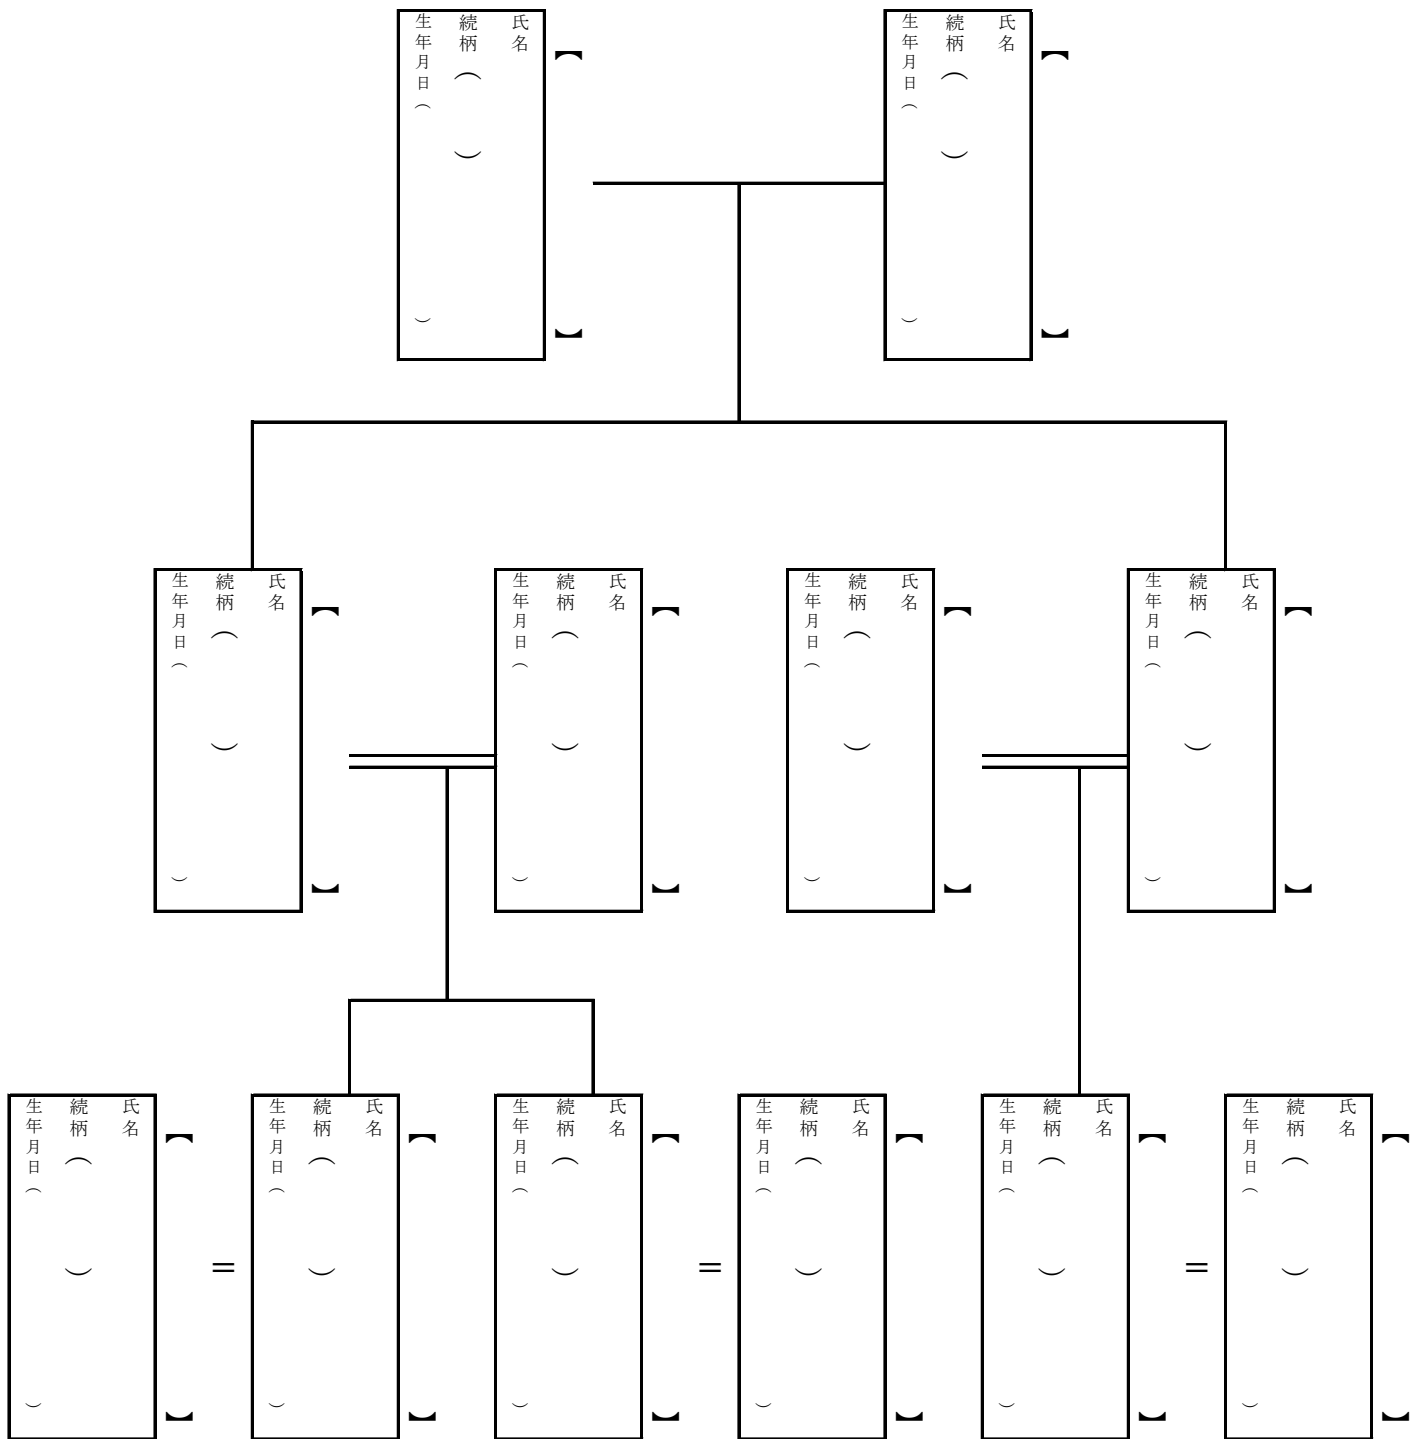 【 】
氏名
続柄( )
生年月日( )
【 】
氏名
続柄( )
生年月日( )
【 】
氏名
続柄( )
生年月日( )
【 】
氏名
続柄( )
生年月日( )
【 】
氏名
続柄( )
生年月日( )
【 】
氏名
続柄( )
生年月日( )
【 】
氏名
続柄( )
生年月日( )
=
【 】
氏名
続柄( )
生年月日( )
【 】
氏名
続柄( )
生年月日( )
=
【 】
氏名
続柄( )
生年月日( )
【 】
氏名
続柄( )
生年月日( )
=
【 】
氏名
続柄( )
生年月日( )